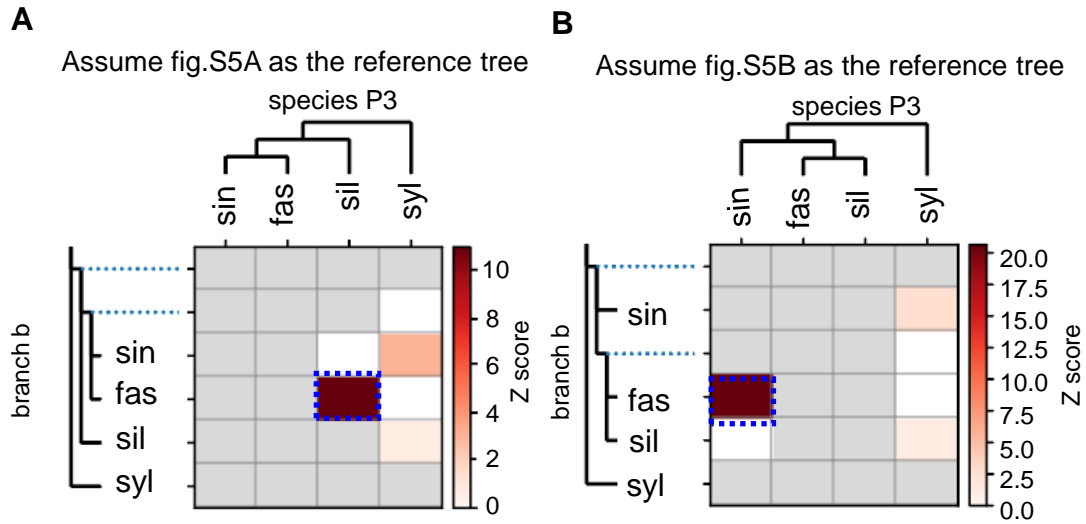 A
Assume fig.S5A as the reference tree
species P3
sin
fas
sil
syl
branch b
sin
fas
sil
syl
10
8
6
4
2
0
Z score
B
Assume fig.S5B as the reference tree
species P3
sin
fas
sil
syl
branch b
sin
fas
sil
syl
20.0
17.5
15.0
12.5
10.0
7.5
5.0
2.5
0.0
Z score